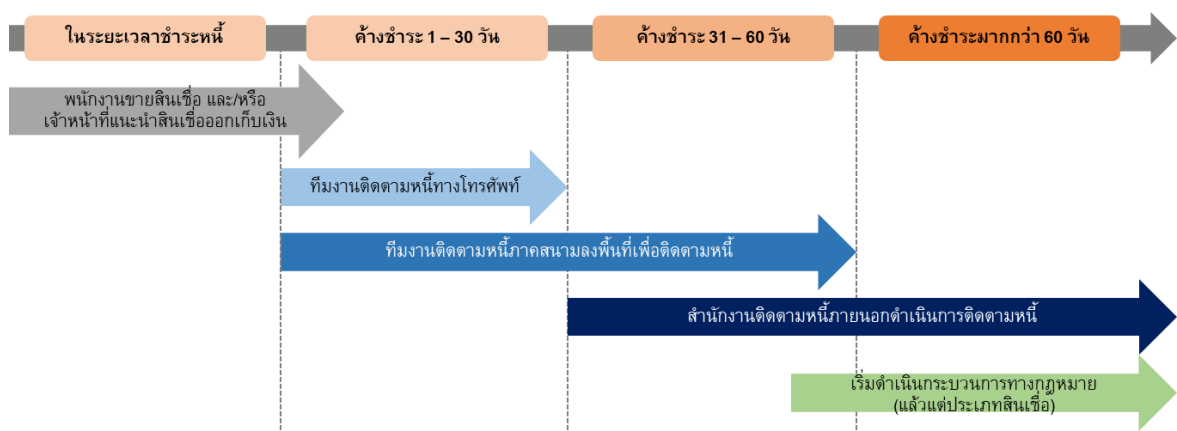 ในระยะเวลาชำระหนี้
ค้างชำระ 1 – 30 วัน
ค้างชำระ 31 – 60 วัน
ค้างชำระมากกว่า 60 วัน
พนักงานขายสินเชื่อ และ/หรือ
เจ้าหน้าที่แนะนำสินเชื่อออกเก็บเงิน
ทีมงานติดตามหนี้ทางโทรศัพท์
ทีมงานติดตามหนี้ภาคสนามลงพื้นที่เพื่อติดตามหนี้
สำนักงานติดตามหนี้ภายนอกดำเนินการติดตามหนี้
เริ่มดำเนินกระบวนการทางกฎหมาย
(แล้วแต่ประเภทสินเชื่อ)